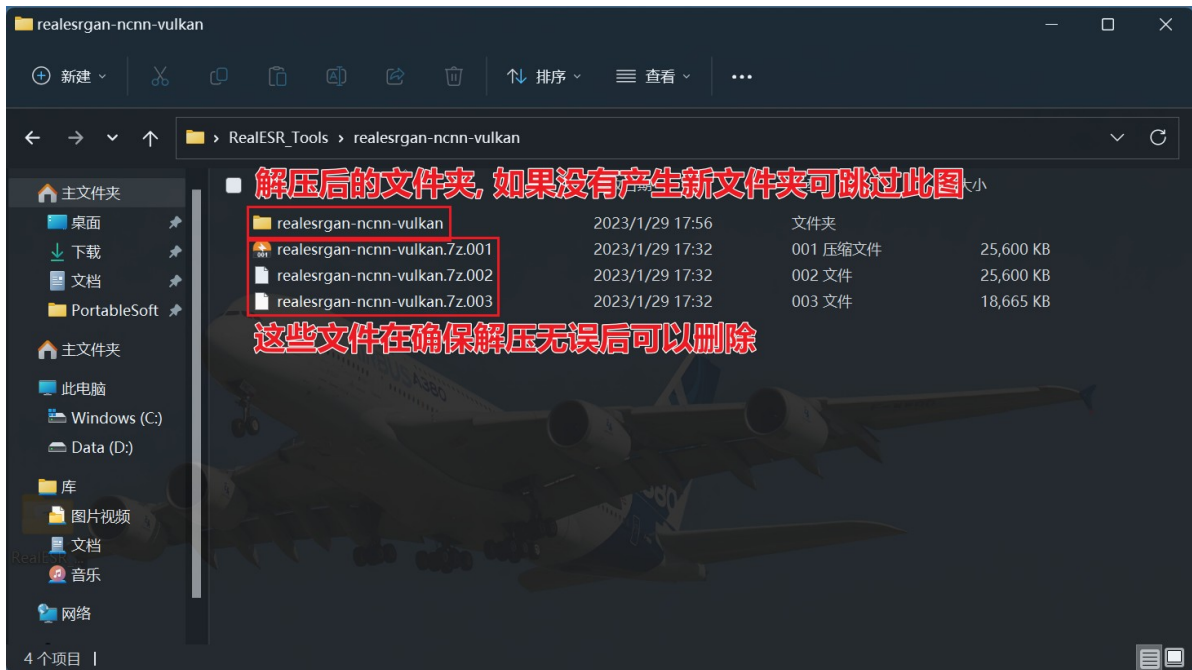 realesrgan-ncnn-vulkan
新建
排序
查看
RealESR_Tools
realesrgan-ncnn-vulkan
解压后的文件夹, 如果没有产生新文件夹可跳过此图
大小
主文件夹
桌面
下载
文档
PortableSoft
主文件夹
此电脑
Windows (C:)
Data (D:)
库
图片视频
文档
音乐
网络
realesrgan-ncnn-vulkan 2023/1/29 17:56 文件夹
realesrgan-ncnn-vulkan.7z.001 2023/1/29 17:32 001 压缩文件 25,600 KB
realesrgan-ncnn-vulkan.7z.002 2023/1/29 17:32 002 文件 25,600 KB
realesrgan-ncnn-vulkan.7z.003 2023/1/29 17:32 003 文件 18,665 KB
这些文件在确保解压无误后可以删除
A380
4 个项目